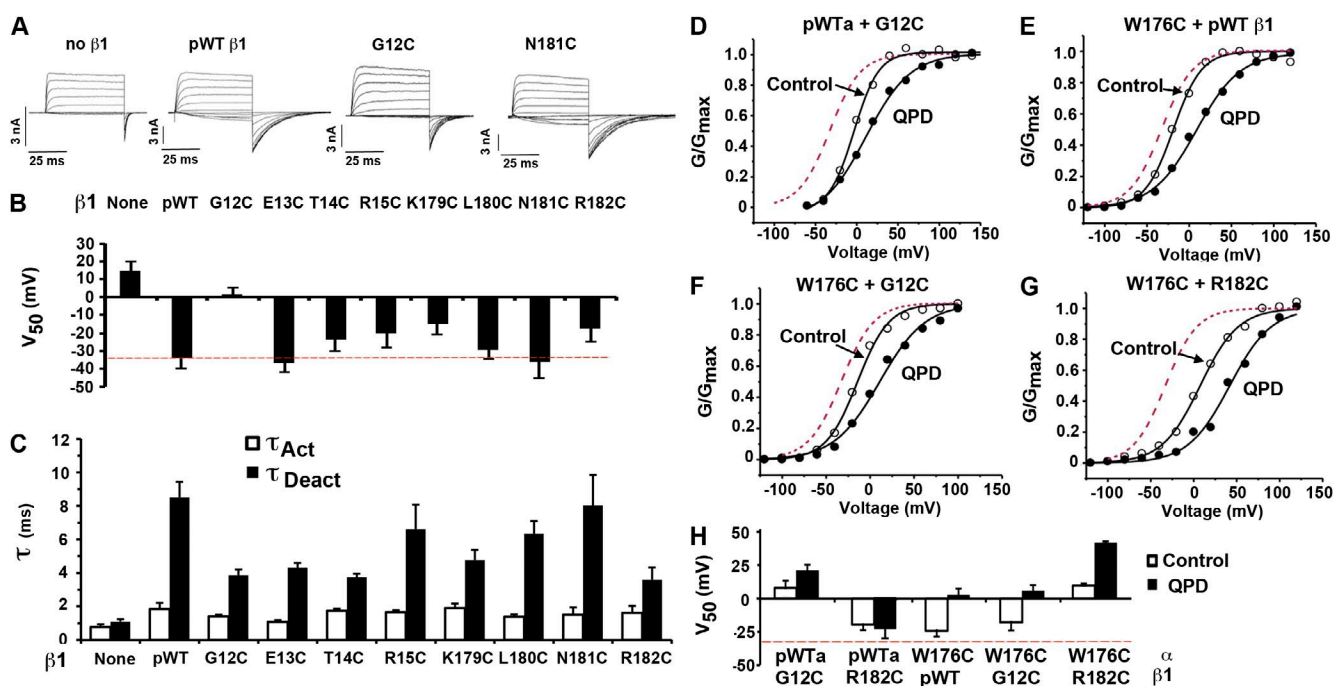 A
no β1
pWT β1
G12C
N181C
3 nA
25 ms
3 nA
25 ms
3 nA
25 ms
3 nA
25 ms
B
β1 None pWT G12C E13C T14C R15C K179C L180C N181C R182C
V50 (mV)
30
20
10
0
-10
-20
-30
-40
-50
C
τ (ms)
12
10
8
6
4
2
0
τAct
τDeact
β1 None pWT G12C E13C T14C R15C K179C L180C N181C R182C
D
pWTa + G12C
G/Gmax
1.0
0.8
0.6
0.4
0.2
0
Control
QPD
-100 -50 0 50 100 150
Voltage (mV)
E
W176C + pWT β1
G/Gmax
1.0
0.8
0.6
0.4
0.2
0
Control
QPD
-100 -50 0 50 100 150
Voltage (mV)
F
W176C + G12C
G/Gmax
1.0
0.8
0.6
0.4
0.2
0
Control
QPD
-100 -50 0 50 100 150
Voltage (mV)
G
W176C + R182C
G/Gmax
1.0
0.8
0.6
0.4
0.2
0
Control
QPD
-100 -50 0 50 100 150
Voltage (mV)
H
V50 (mV)
50
25
0
-25
-50
Control
QPD
pWTa pWTa W176C W176C W176C α
G12C R182C pWT G12C R182C β1